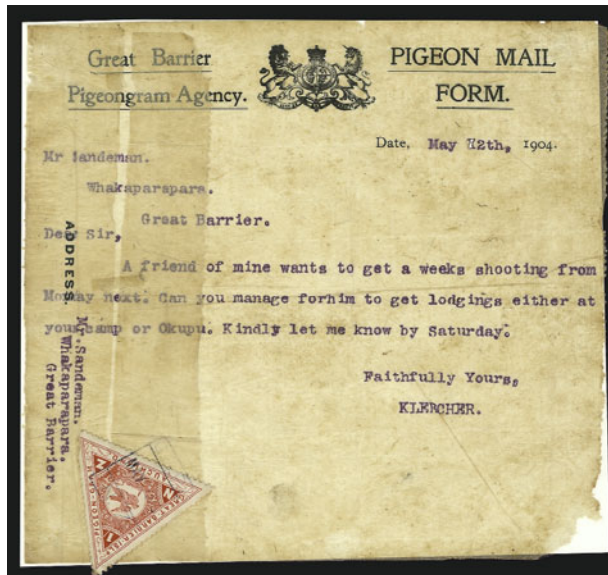 Great Barrier
Pigeongram Agency.
PIGEON MAIL
FORM.
Date, May 12th, 1904.
Mr Sandeman.
Whakaparapara.
Great Barrier.
Dear Sir,
A friend of mine wants to get a weeks shooting from
Monday next. Can you manage forhim to get lodgings either at
your camp or Okupu. Kindly let me know by Saturday.
Faithfully Yours,
KLERCHER.
ADDRESS.
Mr. Sandeman.
Whakaparapara.
Great Barrier.